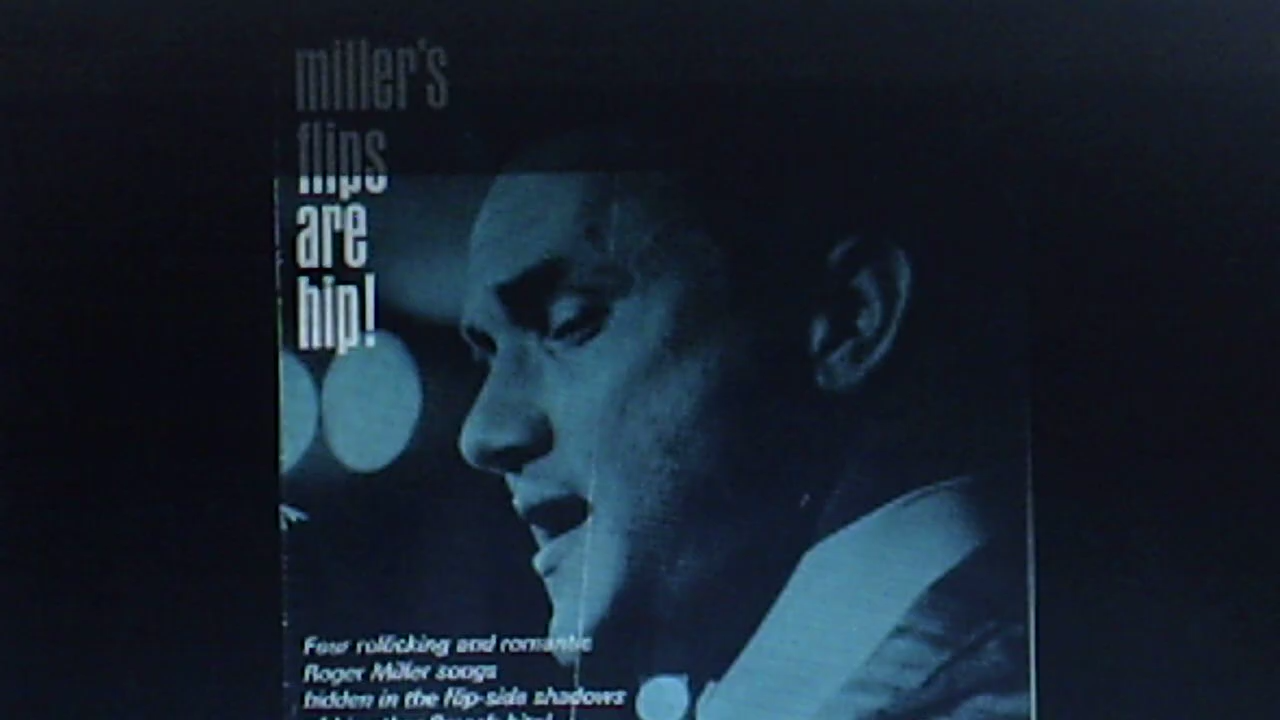 miller's
flips
are
hip!
Four rollicking and romantic
Roger Miller songs
hidden in the flip-side shadows